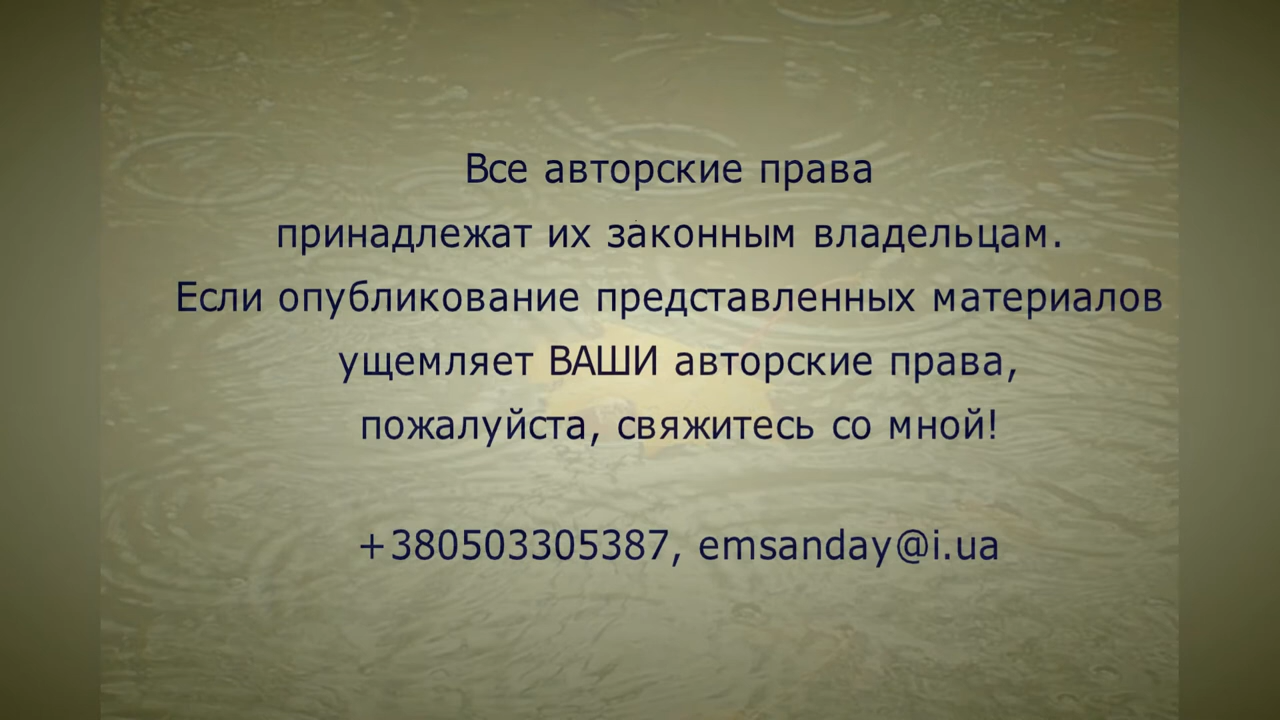 Все авторские права
принадлежат их законным владельцам.
Если опубликование представленных материалов
ущемляет ВАШИ авторские права,
пожалуйста, свяжитесь со мной!
+380503305387, emsanday@i.ua